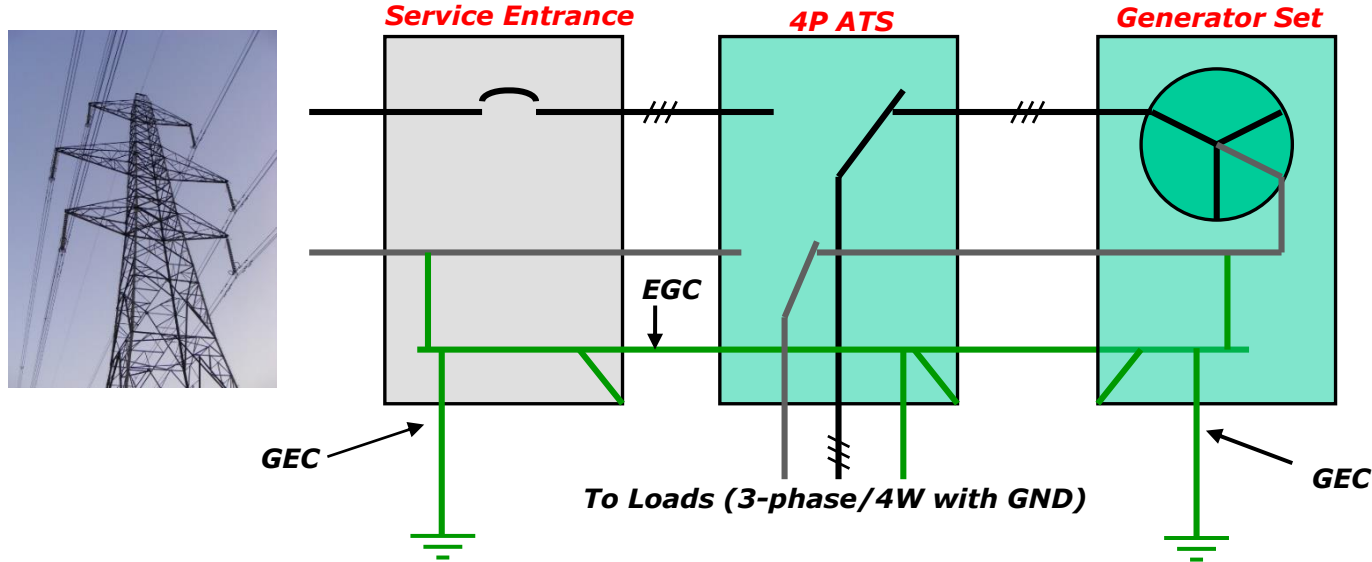 Service Entrance
4P ATS
Generator Set
EGC
GEC
GEC
To Loads (3-phase/4W with GND)